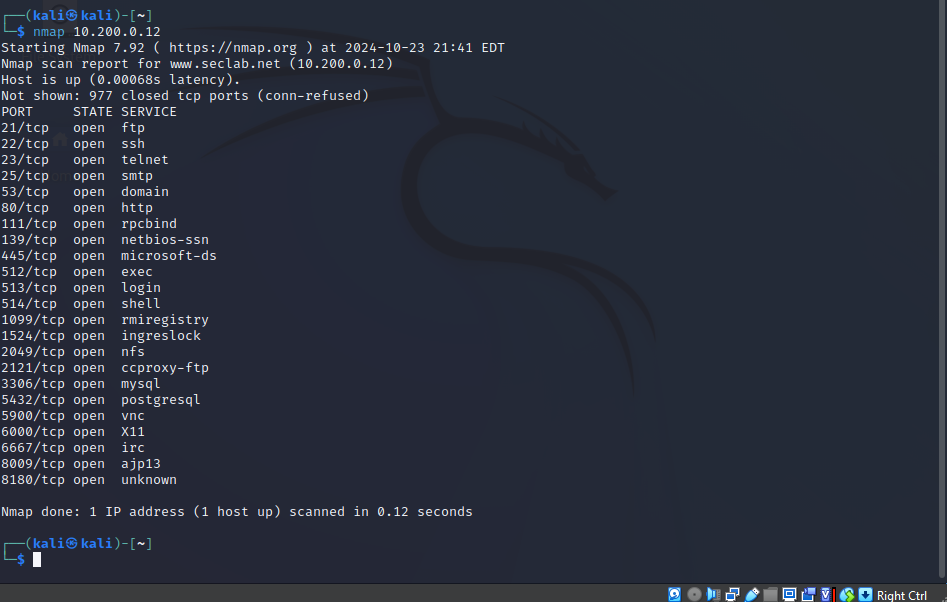 ┌──(kali㉿kali)-[~]
└─$ nmap 10.200.0.12
Starting Nmap 7.92 ( https://nmap.org ) at 2024-10-23 21:41 EDT
Nmap scan report for www.seclab.net (10.200.0.12)
Host is up (0.00068s latency).
Not shown: 977 closed tcp ports (conn-refused)
PORT     STATE SERVICE
21/tcp   open  ftp
22/tcp   open  ssh
23/tcp   open  telnet
25/tcp   open  smtp
53/tcp   open  domain
80/tcp   open  http
111/tcp  open  rpcbind
139/tcp  open  netbios-ssn
445/tcp  open  microsoft-ds
512/tcp  open  exec
513/tcp  open  login
514/tcp  open  shell
1099/tcp open  rmiregistry
1524/tcp open  ingreslock
2049/tcp open  nfs
2121/tcp open  ccproxy-ftp
3306/tcp open  mysql
5432/tcp open  postgresql
5900/tcp open  vnc
6000/tcp open  X11
6667/tcp open  irc
8009/tcp open  ajp13
8180/tcp open  unknown
Nmap done: 1 IP address (1 host up) scanned in 0.12 seconds
┌──(kali㉿kali)-[~]
└─$
Right Ctrl